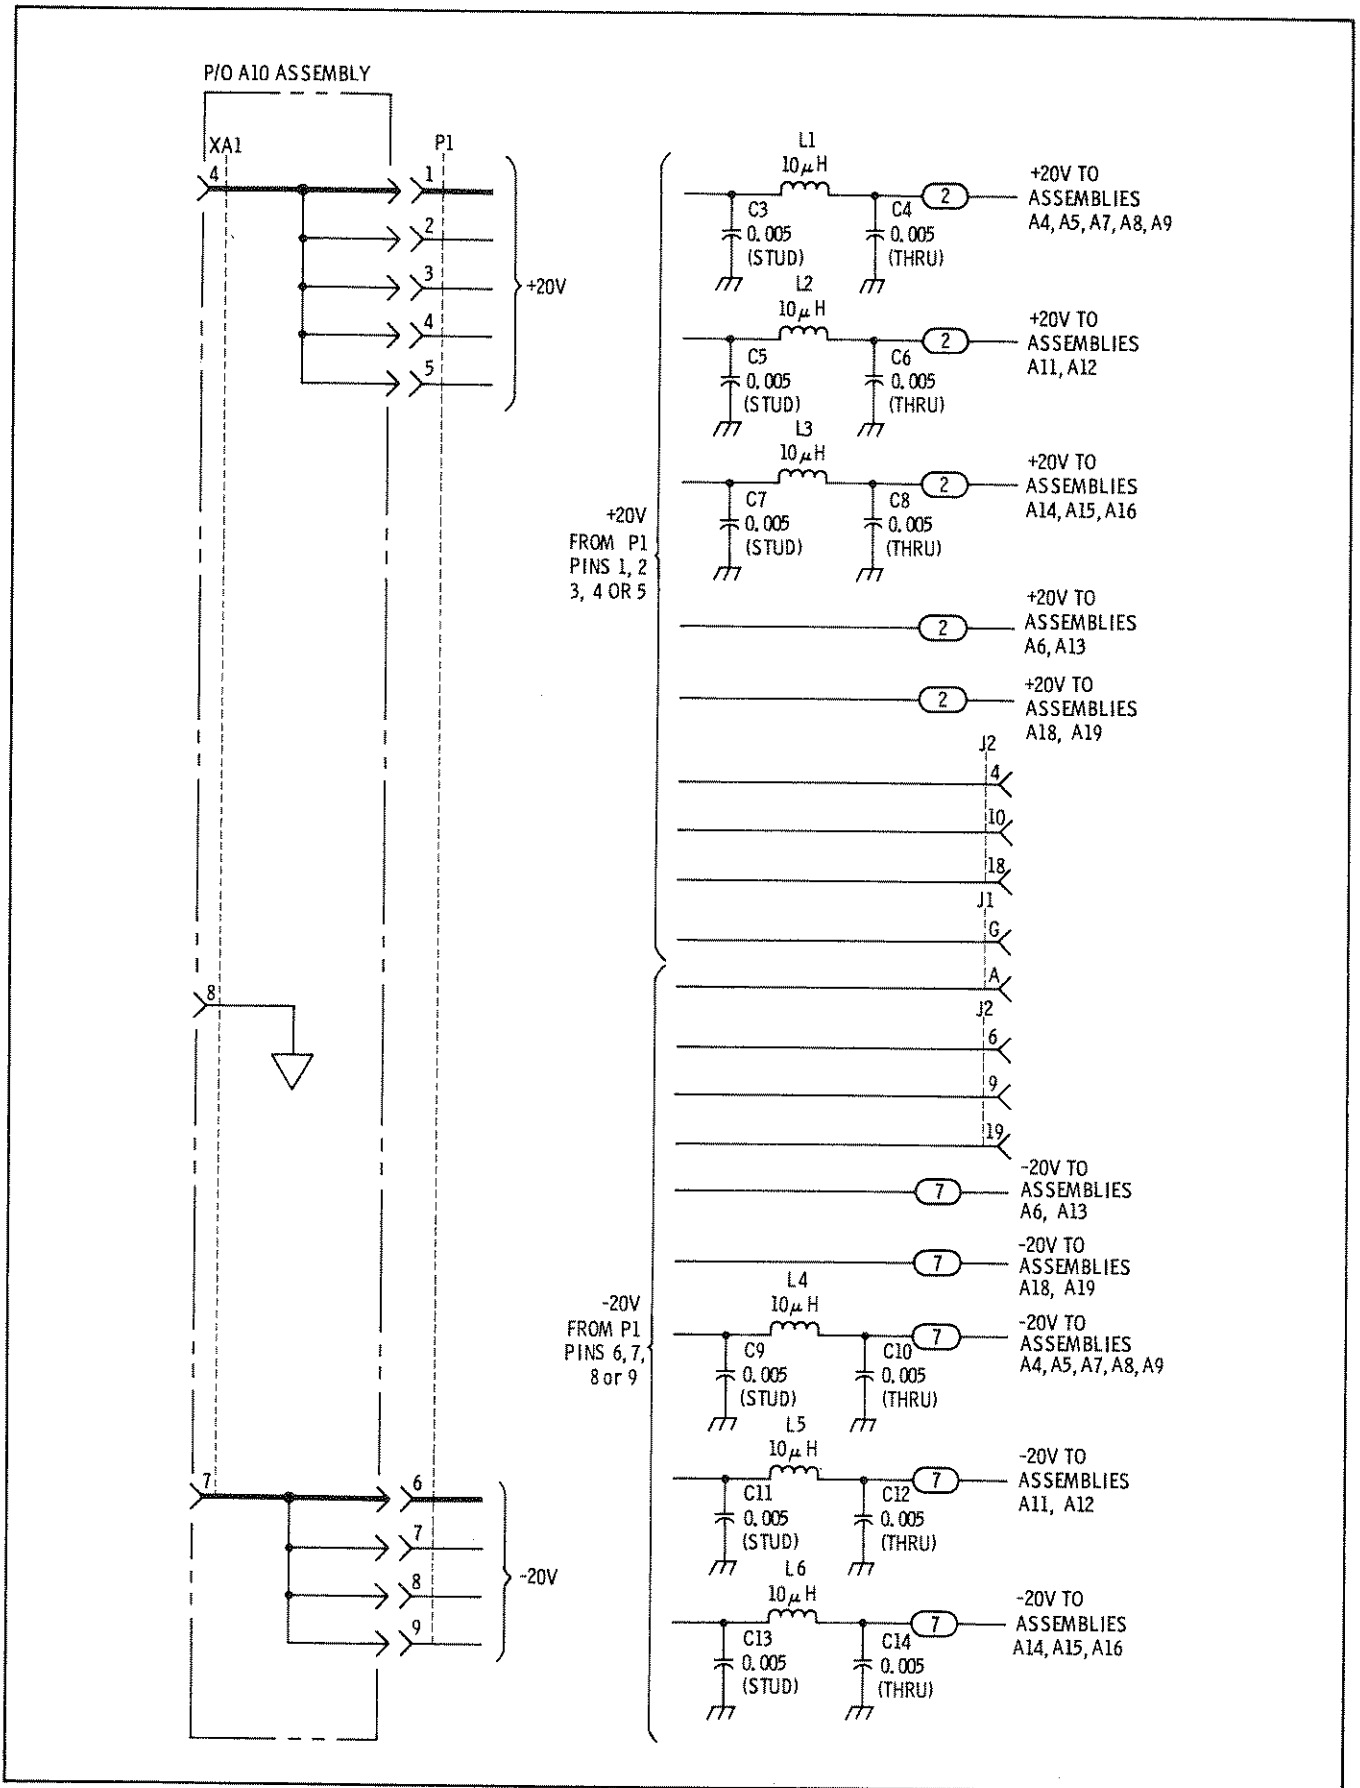 P/O A10 ASSEMBLY
XA1
P1
4
1
2
3
4
5
+20V
8
7
6
7
8
9
-20V
+20V
FROM P1
PINS 1, 2
3, 4 OR 5
L1
10μH
C3
0.005
(STUD)
C4
0.005
(THRU)
2
+20V TO
ASSEMBLIES
A4, A5, A7, A8, A9
L2
10μH
C5
0.005
(STUD)
C6
0.005
(THRU)
2
+20V TO
ASSEMBLIES
A11, A12
L3
10μH
C7
0.005
(STUD)
C8
0.005
(THRU)
2
+20V TO
ASSEMBLIES
A14, A15, A16
2
+20V TO
ASSEMBLIES
A6, A13
2
+20V TO
ASSEMBLIES
A18, A19
J2
4
10
18
J1
G
A
J2
6
9
19
-20V
FROM P1
PINS 6, 7,
8 or 9
7
-20V TO
ASSEMBLIES
A6, A13
7
-20V TO
ASSEMBLIES
A18, A19
L4
10μH
C9
0.005
(STUD)
C10
0.005
(THRU)
7
-20V TO
ASSEMBLIES
A4, A5, A7, A8, A9
L5
10μH
C11
0.005
(STUD)
C12
0.005
(THRU)
7
-20V TO
ASSEMBLIES
A11, A12
L6
10μH
C13
0.005
(STUD)
C14
0.005
(THRU)
7
-20V TO
ASSEMBLIES
A14, A15, A16